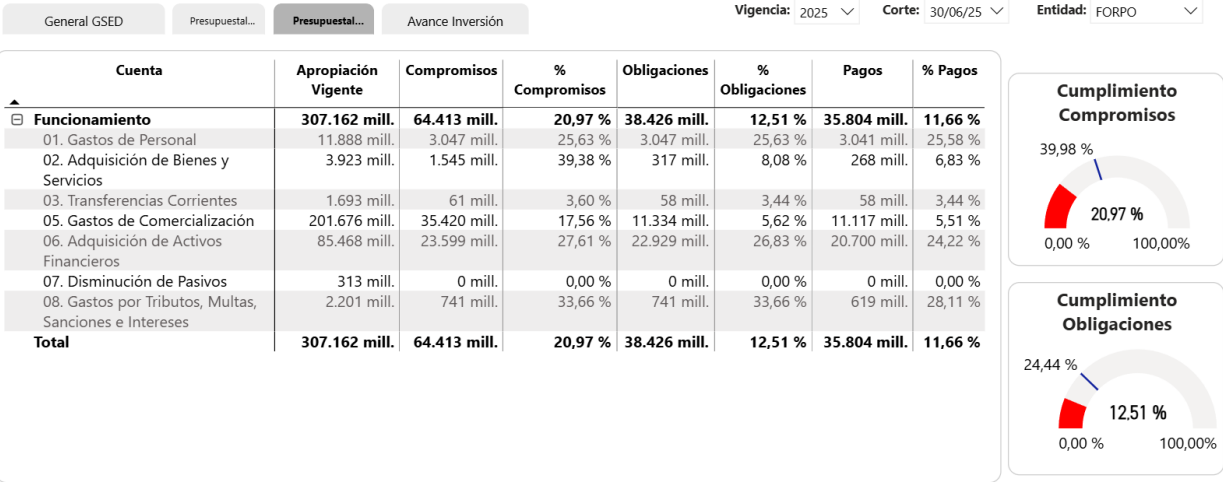 General GSED Presupuestal... Presupuestal... Avance Inversión Vigencia: 2025 Corte: 30/06/25 Entidad: FORPO
Cuenta Apropiación Vigente Compromisos % Compromisos Obligaciones % Obligaciones Pagos % Pagos
Funcionamiento 307.162 mill. 64.413 mill. 20,97 % 38.426 mill. 12,51 % 35.804 mill. 11,66 %
01. Gastos de Personal 11.888 mill. 3.047 mill. 25,63 % 3.047 mill. 25,63 % 3.041 mill. 25,58 %
02. Adquisición de Bienes y 3.923 mill. 1.545 mill. 39,38 % 317 mill. 8,08 % 268 mill. 6,83 %
Servicios
03. Transferencias Corrientes 1.693 mill. 61 mill. 3,60 % 58 mill. 3,44 % 58 mill. 3,44 %
05. Gastos de Comercialización 201.676 mill. 35.420 mill. 17,56 % 11.334 mill. 5,62 % 11.117 mill. 5,51 %
06. Adquisición de Activos 85.468 mill. 23.599 mill. 27,61 % 22.929 mill. 26,83 % 20.700 mill. 24,22 %
Financieros
07. Disminución de Pasivos 313 mill. 0 mill. 0,00 % 0 mill. 0,00 % 0 mill. 0,00 %
08. Gastos por Tributos, Multas, 2.201 mill. 741 mill. 33,66 % 741 mill. 33,66 % 619 mill. 28,11 %
Sanciones e Intereses
Total 307.162 mill. 64.413 mill. 20,97 % 38.426 mill. 12,51 % 35.804 mill. 11,66 %
Cumplimiento
Compromisos
39,98 %
20,97 %
0,00 % 100,00%
Cumplimiento
Obligaciones
24,44 %
12,51 %
0,00 % 100,00%